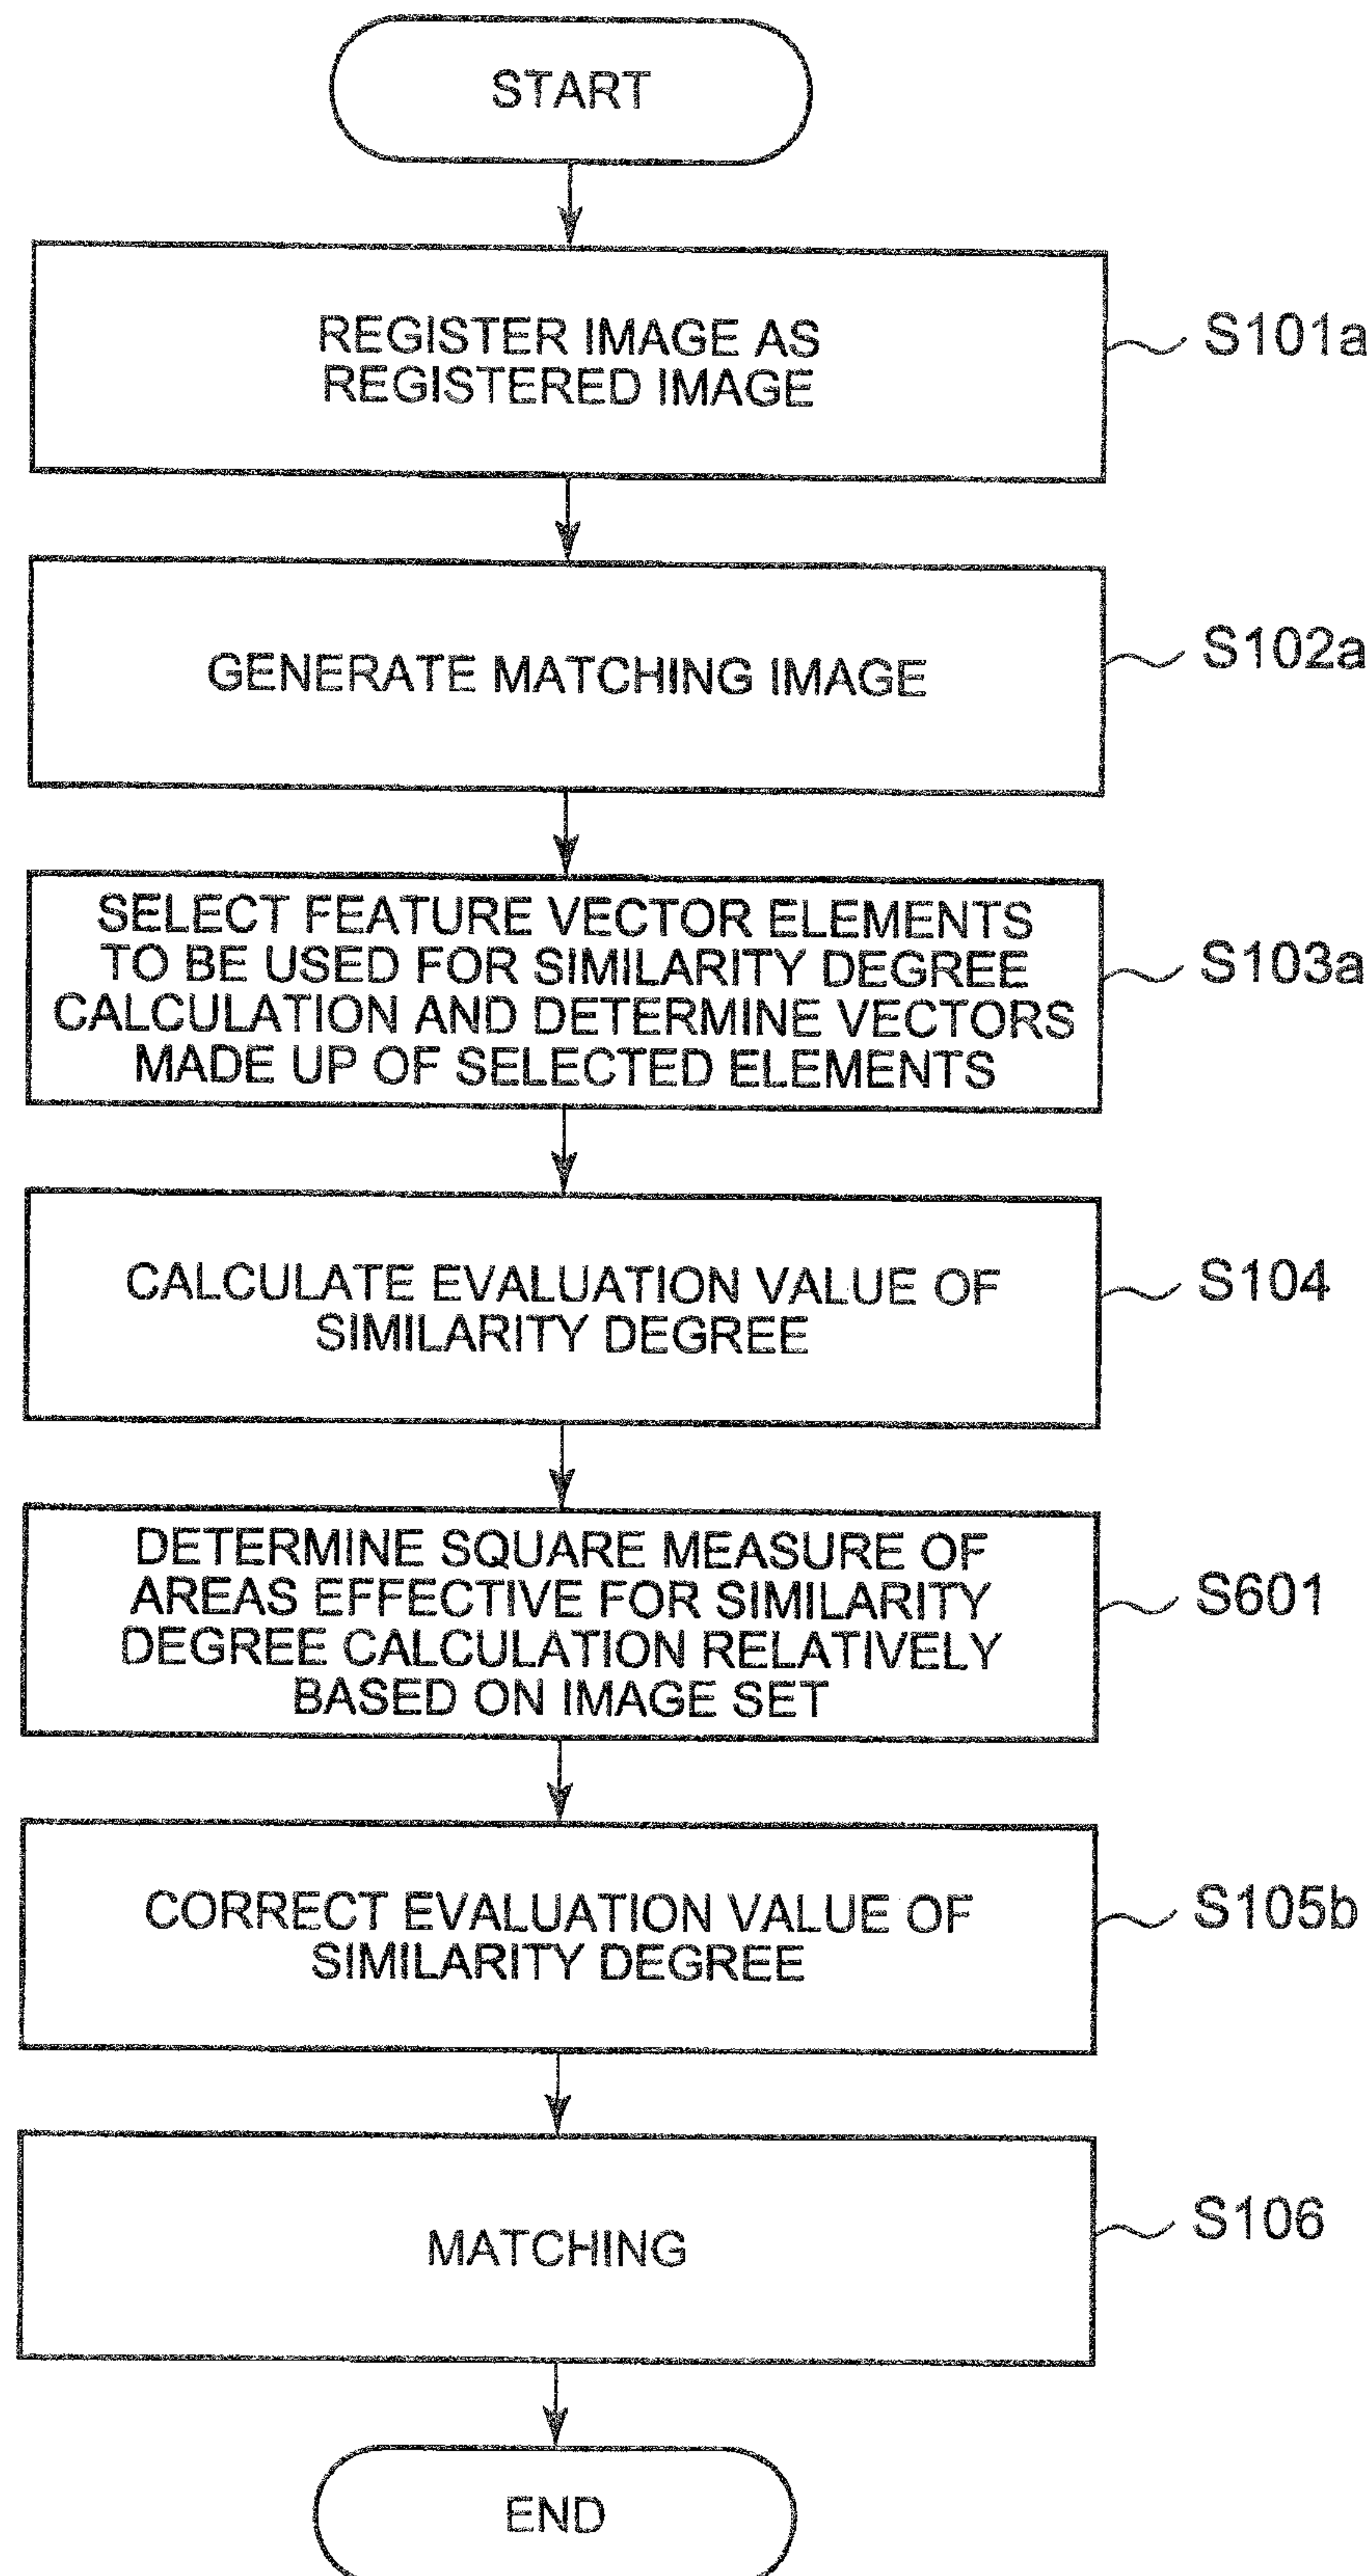 START
REGISTER IMAGE AS
REGISTERED IMAGE
S101a
GENERATE MATCHING IMAGE
S102a
SELECT FEATURE VECTOR ELEMENTS
TO BE USED FOR SIMILARITY DEGREE
CALCULATION AND DETERMINE VECTORS
MADE UP OF SELECTED ELEMENTS
S103a
CALCULATE EVALUATION VALUE OF
SIMILARITY DEGREE
S104
DETERMINE SQUARE MEASURE OF
AREAS EFFECTIVE FOR SIMILARITY
DEGREE CALCULATION RELATIVELY
BASED ON IMAGE SET
S601
CORRECT EVALUATION VALUE OF
SIMILARITY DEGREE
S105b
MATCHING
S106
END